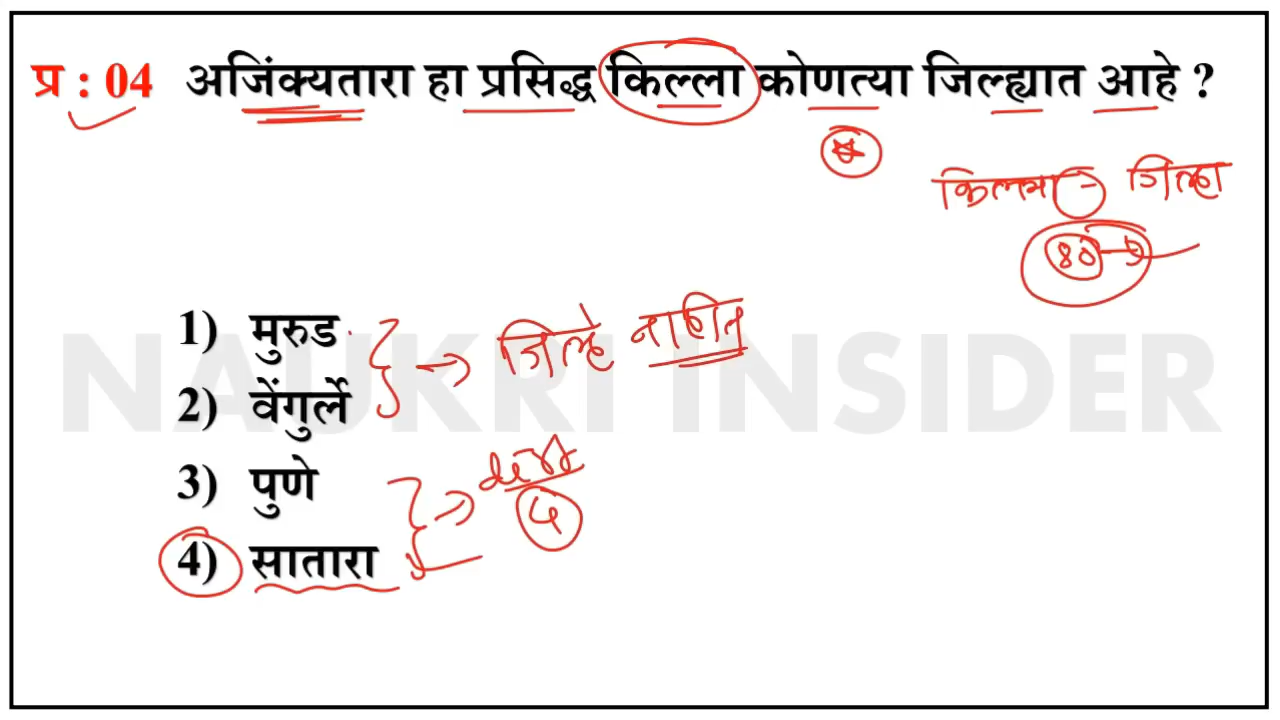 प्र : 04 अजिंक्यतारा हा प्रसिद्ध किल्ला कोणत्या जिल्ह्यात आहे ?
किल्ला - जिल्हा
1) मुरुड
जिल्हे नाहीत
2) वेंगुर्ले
NAUKRI INSIDER
3) पुणे
4) सातारा